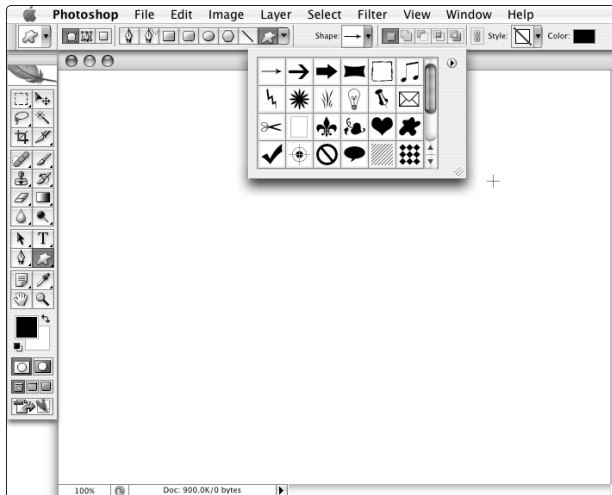 Photoshop File Edit Image Layer Select Filter View Window Help
Shape: Style: Color:
T
100% Doc: 900.0K/0 bytes